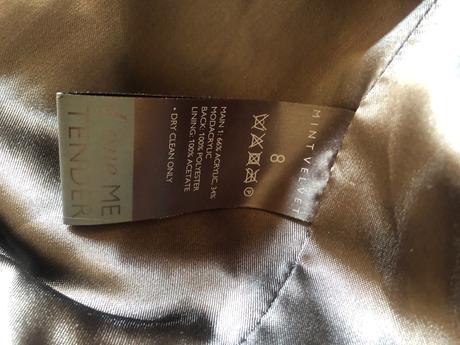 MINT VELVET
8
P
MAIN 1: 66% ACRYLIC, 34%
MODACRYLIC
BACK: 100% POLYESTER
LINING: 100% ACETATE
• DRY CLEAN ONLY
ME
TENDER